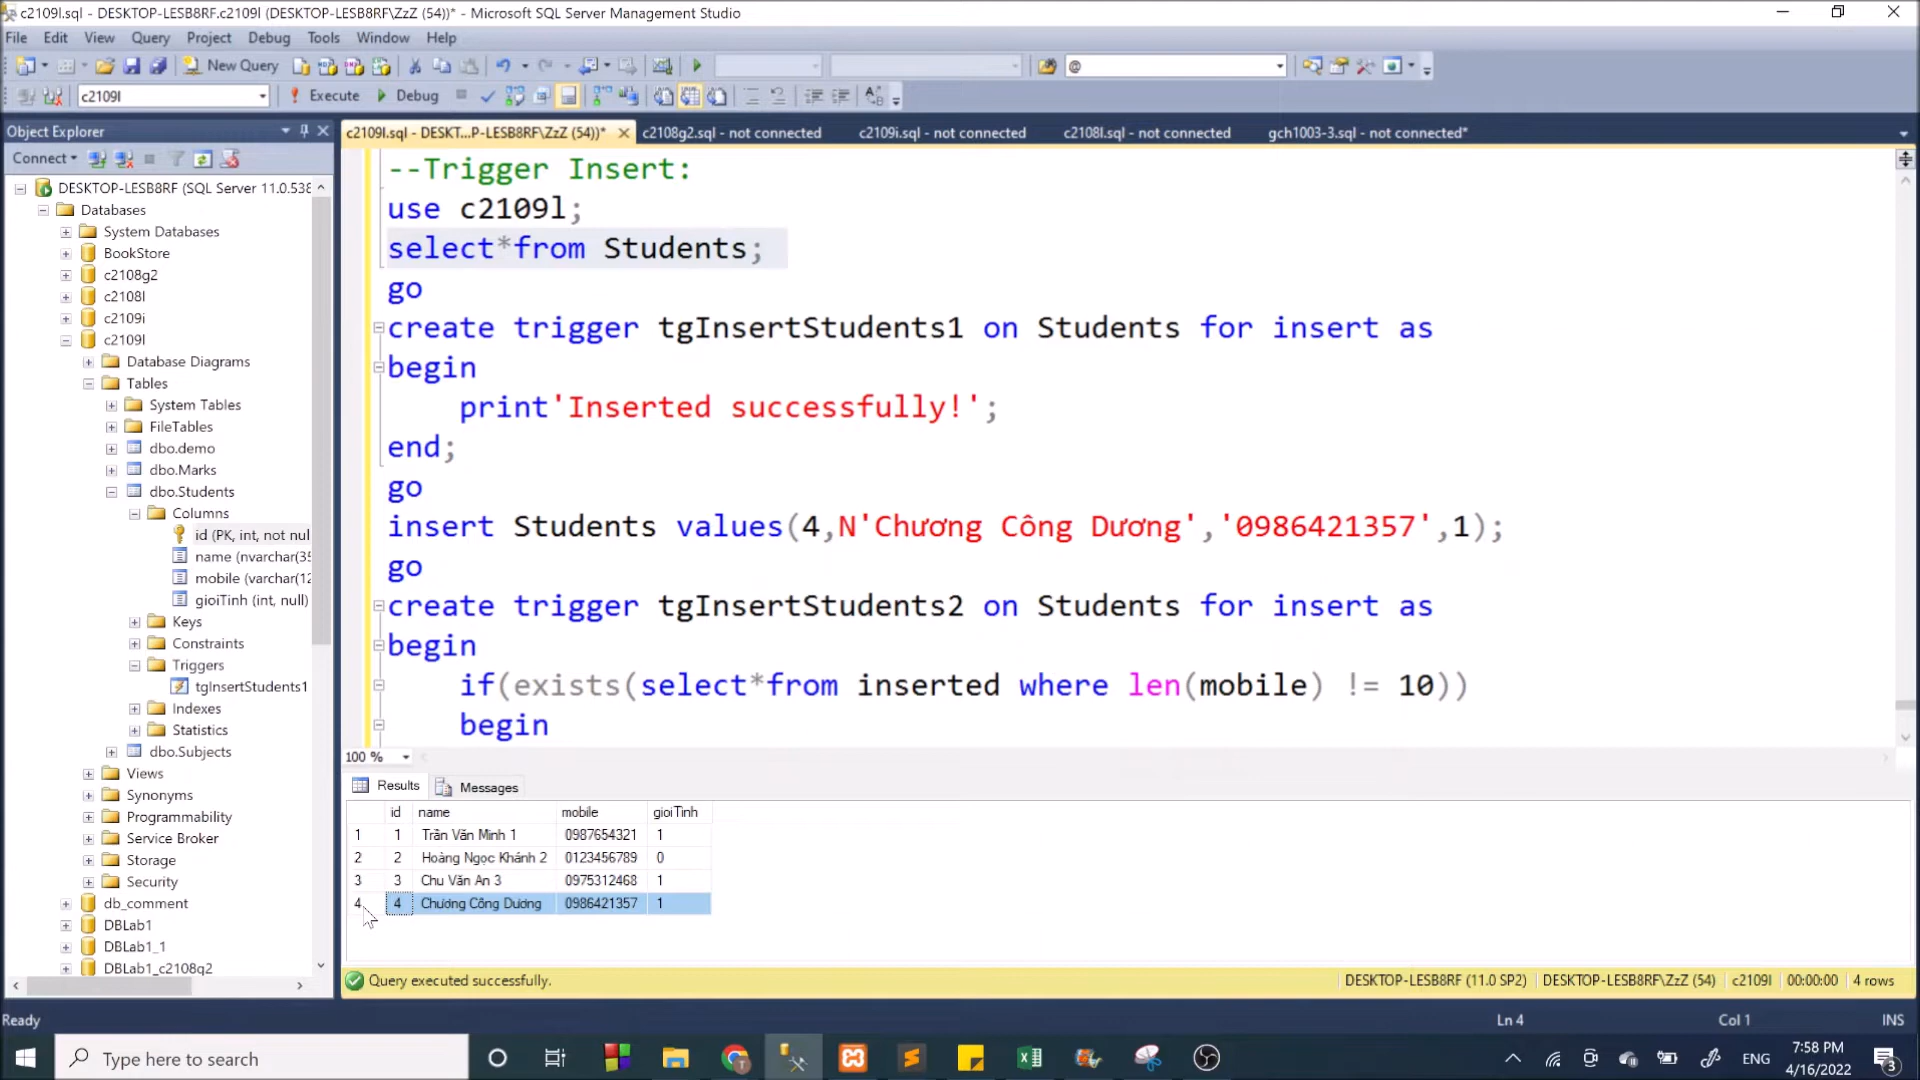 c2109l.sql - DESKTOP-LESB8RF.c2109l (DESKTOP-LESB8RF\ZzZ (54))* - Microsoft SQL Server Management Studio
File Edit View Query Project Debug Tools Window Help
New Query @
c2109l Execute Debug
Object Explorer
c2109l.sql - DESKT...P-LESB8RF\ZzZ (54))* c2108g2.sql - not connected c2109i.sql - not connected c2108l.sql - not connected gch1003-3.sql - not connected*
Connect
DESKTOP-LESB8RF (SQL Server 11.0.538
Databases
System Databases
BookStore
c2108g2
c2108l
c2109i
c2109l
Database Diagrams
Tables
System Tables
FileTables
dbo.demo
dbo.Marks
dbo.Students
Columns
id (PK, int, not nul
name (nvarchar(35
mobile (varchar(12
gioiTinh (int, null)
Keys
Constraints
Triggers
tgInsertStudents1
Indexes
Statistics
dbo.Subjects
Views
Synonyms
Programmability
Service Broker
Storage
Security
db_comment
DBLab1
DBLab1_1
DBLab1_c2108g2
--Trigger Insert:
use c2109l;
select*from Students;
go
create trigger tgInsertStudents1 on Students for insert as
begin
print'Inserted successfully!';
end;
go
insert Students values(4,N'Chương Công Dương','0986421357',1);
go
create trigger tgInsertStudents2 on Students for insert as
begin
if(exists(select*from inserted where len(mobile) != 10))
begin
100 %
Results Messages
id name mobile gioiTinh
1 1 Trần Văn Minh 1 0987654321 1
2 2 Hoàng Ngọc Khánh 2 0123456789 0
3 3 Chu Văn An 3 0975312468 1
4 4 Chương Công Dương 0986421357 1
Query executed successfully. DESKTOP-LESB8RF (11.0 SP2) DESKTOP-LESB8RF\ZzZ (54) c2109l 00:00:00 4 rows
Ready Ln 4 Col 1 INS
Type here to search
ENG
7:58 PM
4/16/2022
3